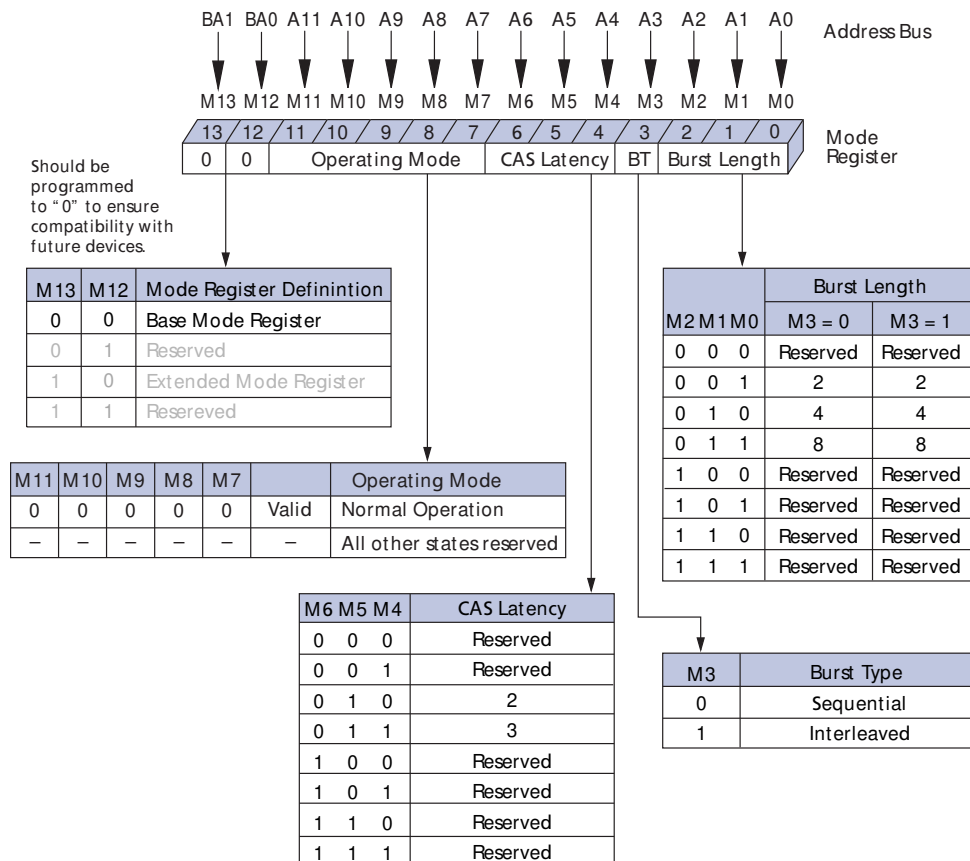 BA1 BA0 A11 A10 A9 A8 A7 A6 A5 A4 A3 A2 A1 A0
Address Bus
M13 M12 M11 M10 M9 M8 M7 M6 M5 M4 M3 M2 M1 M0
13 12 11 10 9 8 7 6 5 4 3 2 1 0
Mode
Register
0 0 Operating Mode CAS Latency BT Burst Length
Should be
programmed
to "0" to ensure
compatibility with
future devices.
M13 M12 Mode Register Definintion
0 0 Base Mode Register
0 1 Reserved
1 0 Extended Mode Register
1 1 Resereved
Burst Length
M2 M1 M0 M3 = 0 M3 = 1
0 0 0 Reserved Reserved
0 0 1 2 2
0 1 0 4 4
0 1 1 8 8
1 0 0 Reserved Reserved
1 0 1 Reserved Reserved
1 1 0 Reserved Reserved
1 1 1 Reserved Reserved
M11 M10 M9 M8 M7 Operating Mode
0 0 0 0 0 Valid Normal Operation
– – – – – – All other states reserved
M6 M5 M4 CAS Latency
0 0 0 Reserved
0 0 1 Reserved
0 1 0 2
0 1 1 3
1 0 0 Reserved
1 0 1 Reserved
1 1 0 Reserved
1 1 1 Reserved
M3 Burst Type
0 Sequential
1 Interleaved